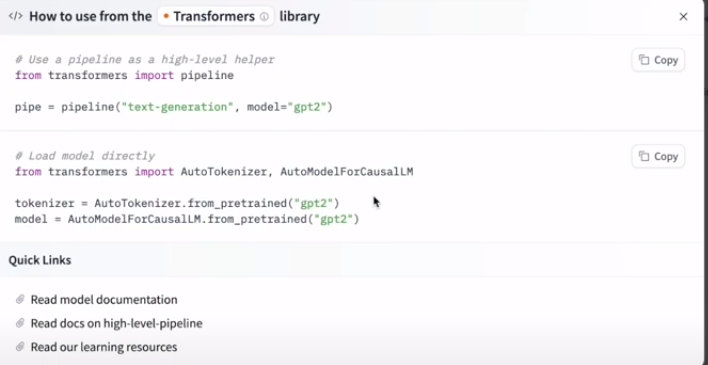 </> How to use from the Transformers library
# Use a pipeline as a high-level helper
Copy
from transformers import pipeline
pipe = pipeline("text-generation", model="gpt2")
# Load model directly
Copy
from transformers import AutoTokenizer, AutoModelForCausalLM
tokenizer = AutoTokenizer.from_pretrained("gpt2")
model = AutoModelForCausalLM.from_pretrained("gpt2")
Quick Links
Read model documentation
Read docs on high-level-pipeline
Read our learning resources